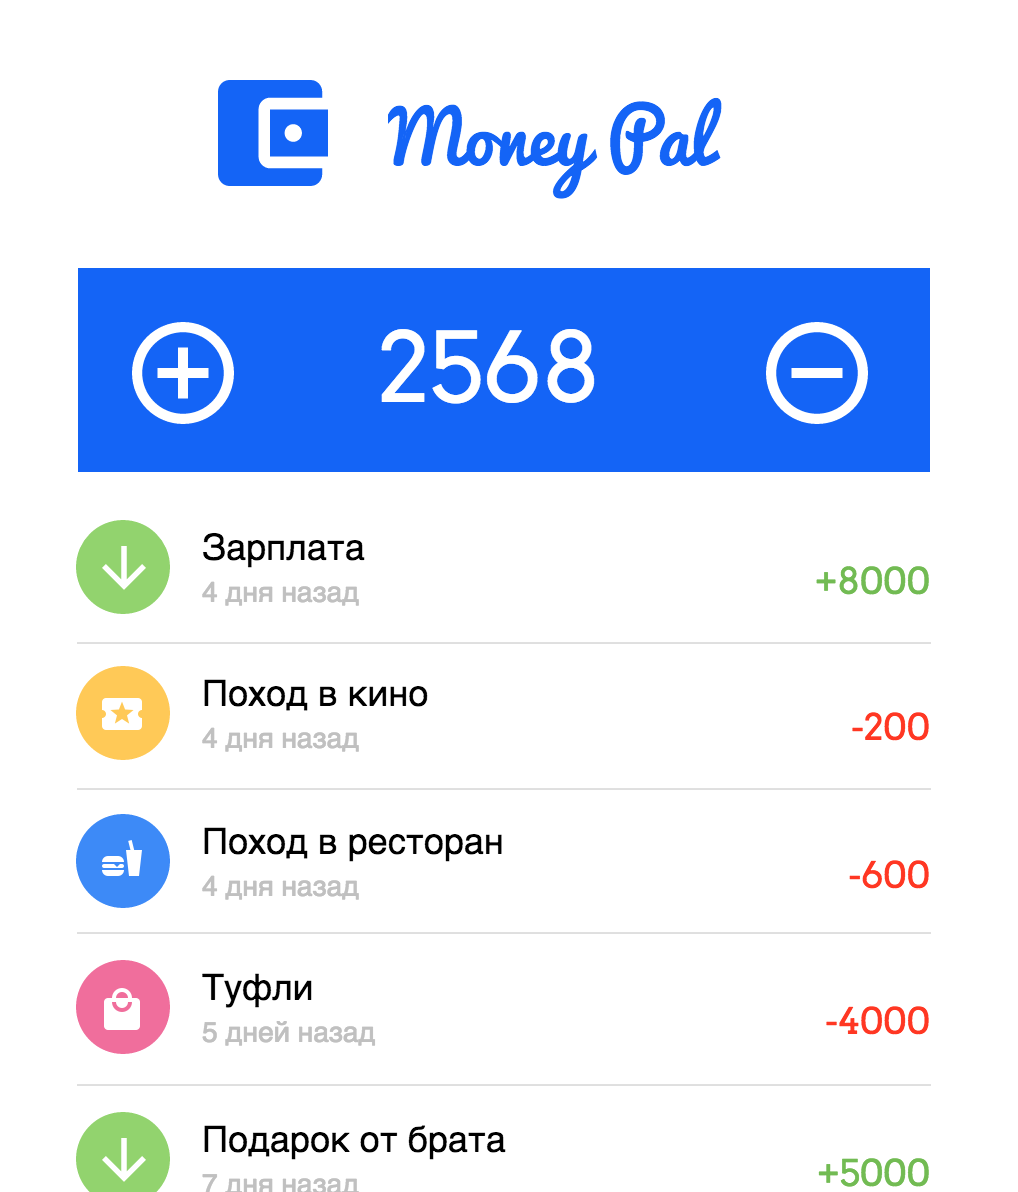 Money Pal
2568
Зарплата
4 дня назад
+8000
Поход в кино
4 дня назад
-200
Поход в ресторан
4 дня назад
-600
Туфли
5 дней назад
-4000
Подарок от брата
7 дня назад
+5000